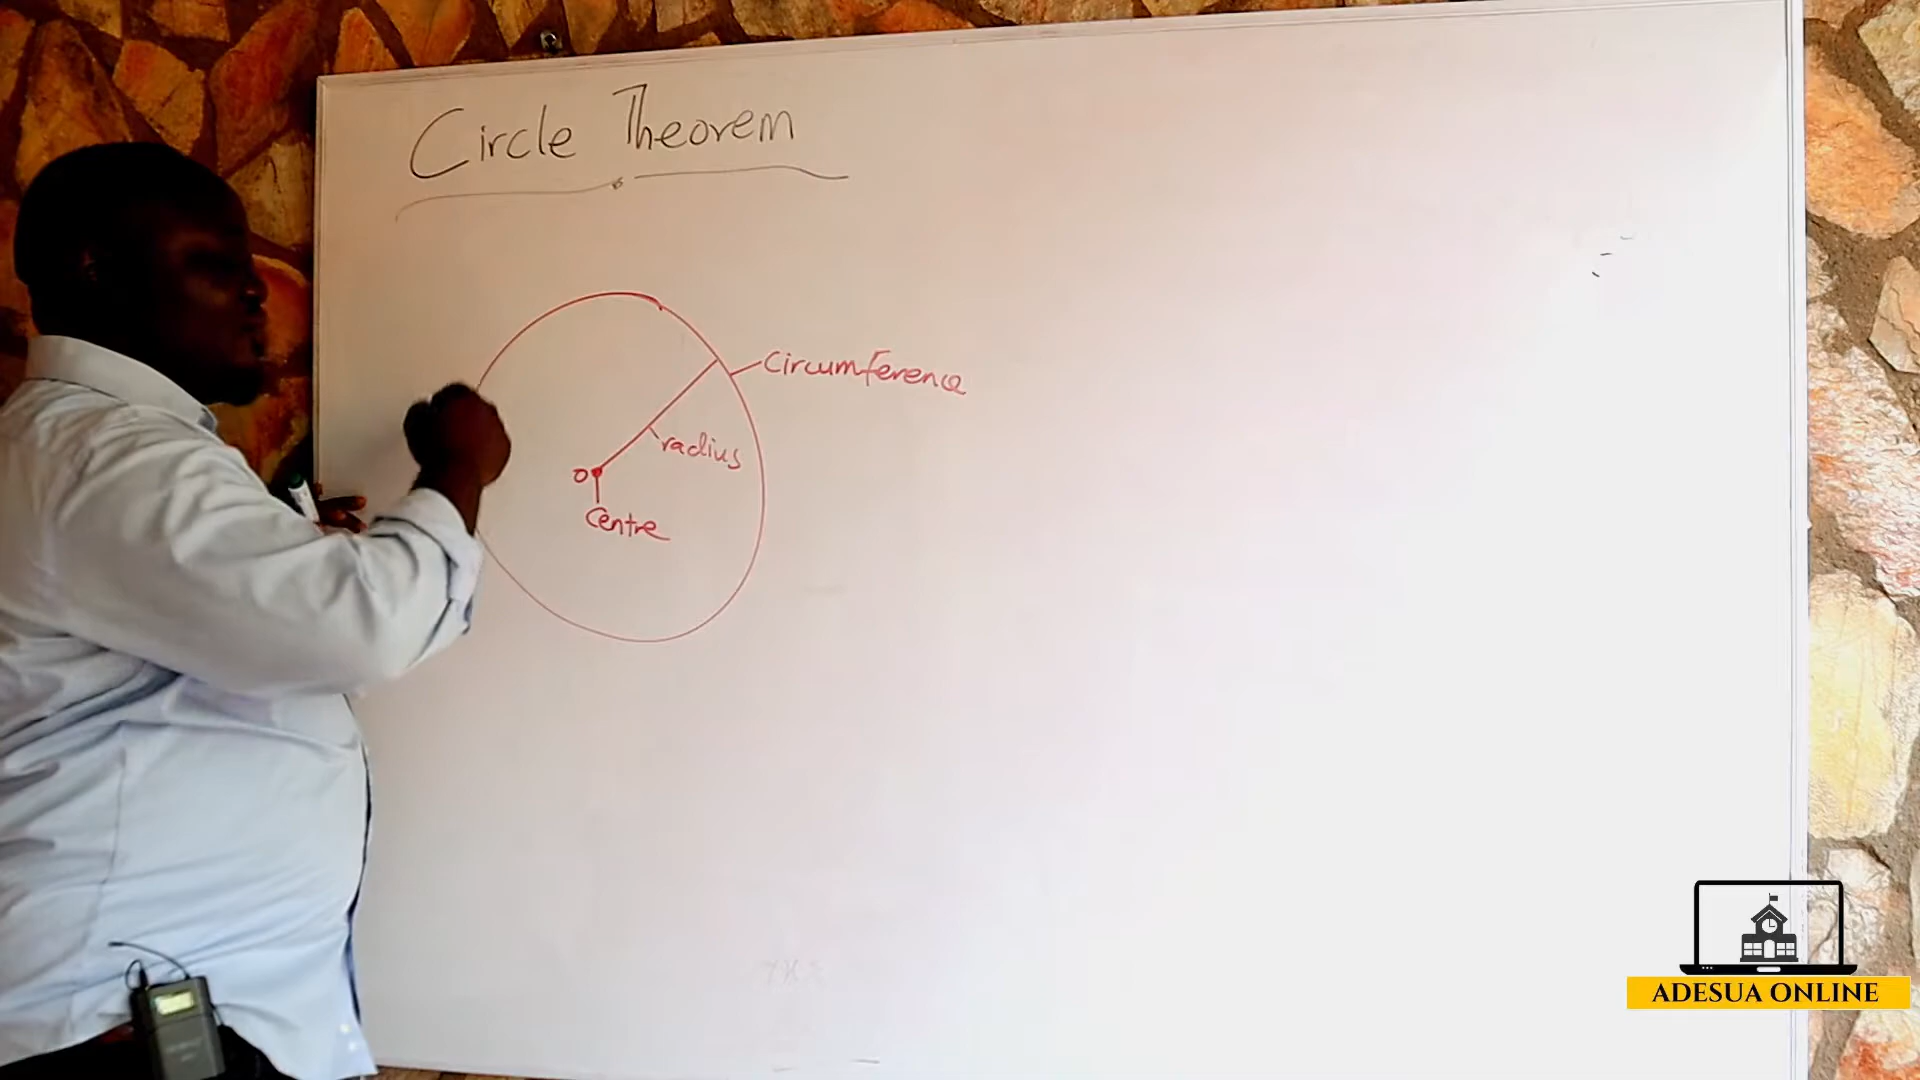 Circle Theorem
Circumference
radius
O
Centre
ADESUA ONLINE